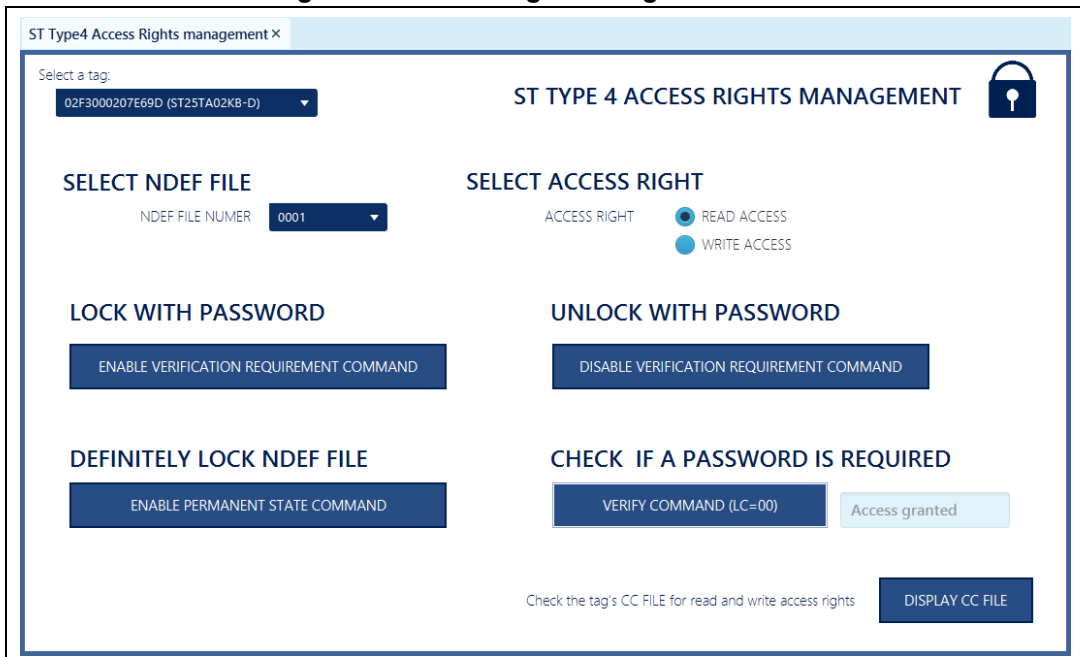 ST Type4 Access Rights management ×
Select a tag:
02F3000207E69D (ST25TA02KB-D)
ST TYPE 4 ACCESS RIGHTS MANAGEMENT
SELECT NDEF FILE
SELECT ACCESS RIGHT
NDEF FILE NUMER 0001
ACCESS RIGHT READ ACCESS
WRITE ACCESS
LOCK WITH PASSWORD
UNLOCK WITH PASSWORD
ENABLE VERIFICATION REQUIREMENT COMMAND
DISABLE VERIFICATION REQUIREMENT COMMAND
DEFINITELY LOCK NDEF FILE
CHECK IF A PASSWORD IS REQUIRED
ENABLE PERMANENT STATE COMMAND
VERIFY COMMAND (LC=00)
Access granted
Check the tag's CC FILE for read and write access rights
DISPLAY CC FILE